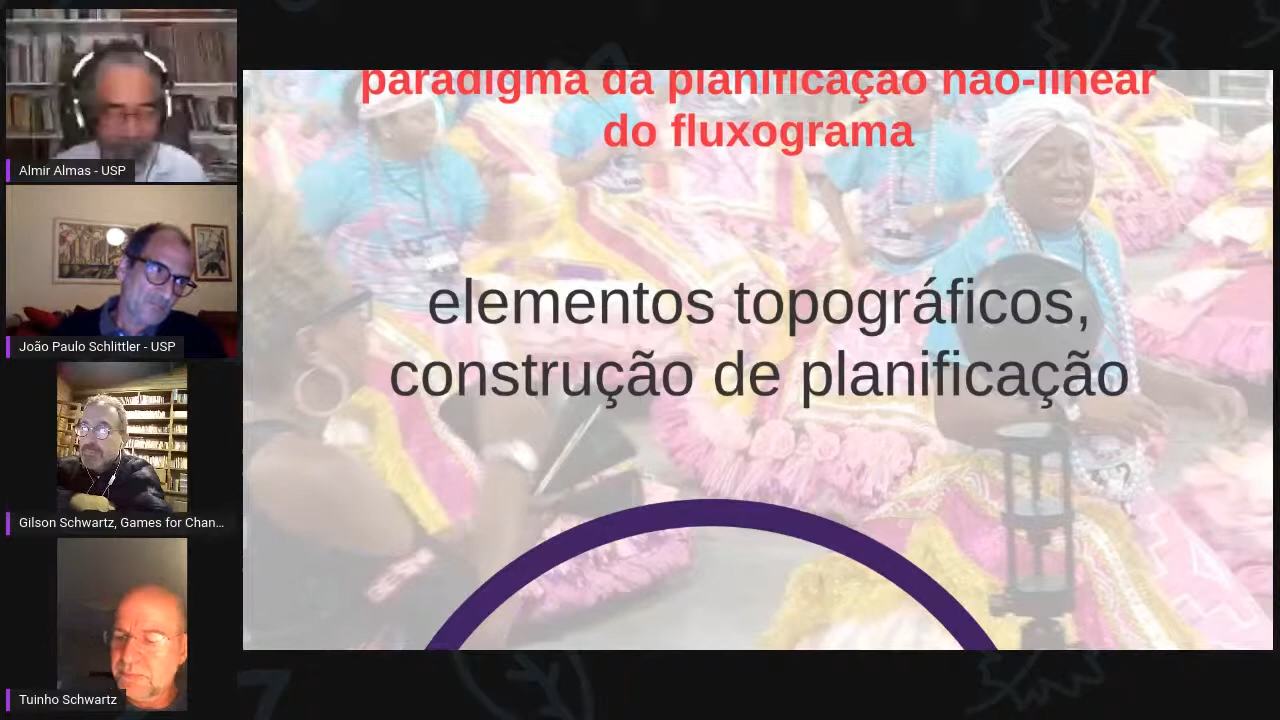 Almir Almas - USP
João Paulo Schlittler - USP
Gilson Schwartz, Games for Chan...
Tuinho Schwartz
paradigma da planificação não-linear
do fluxograma
elementos topográficos,
construção de planificação